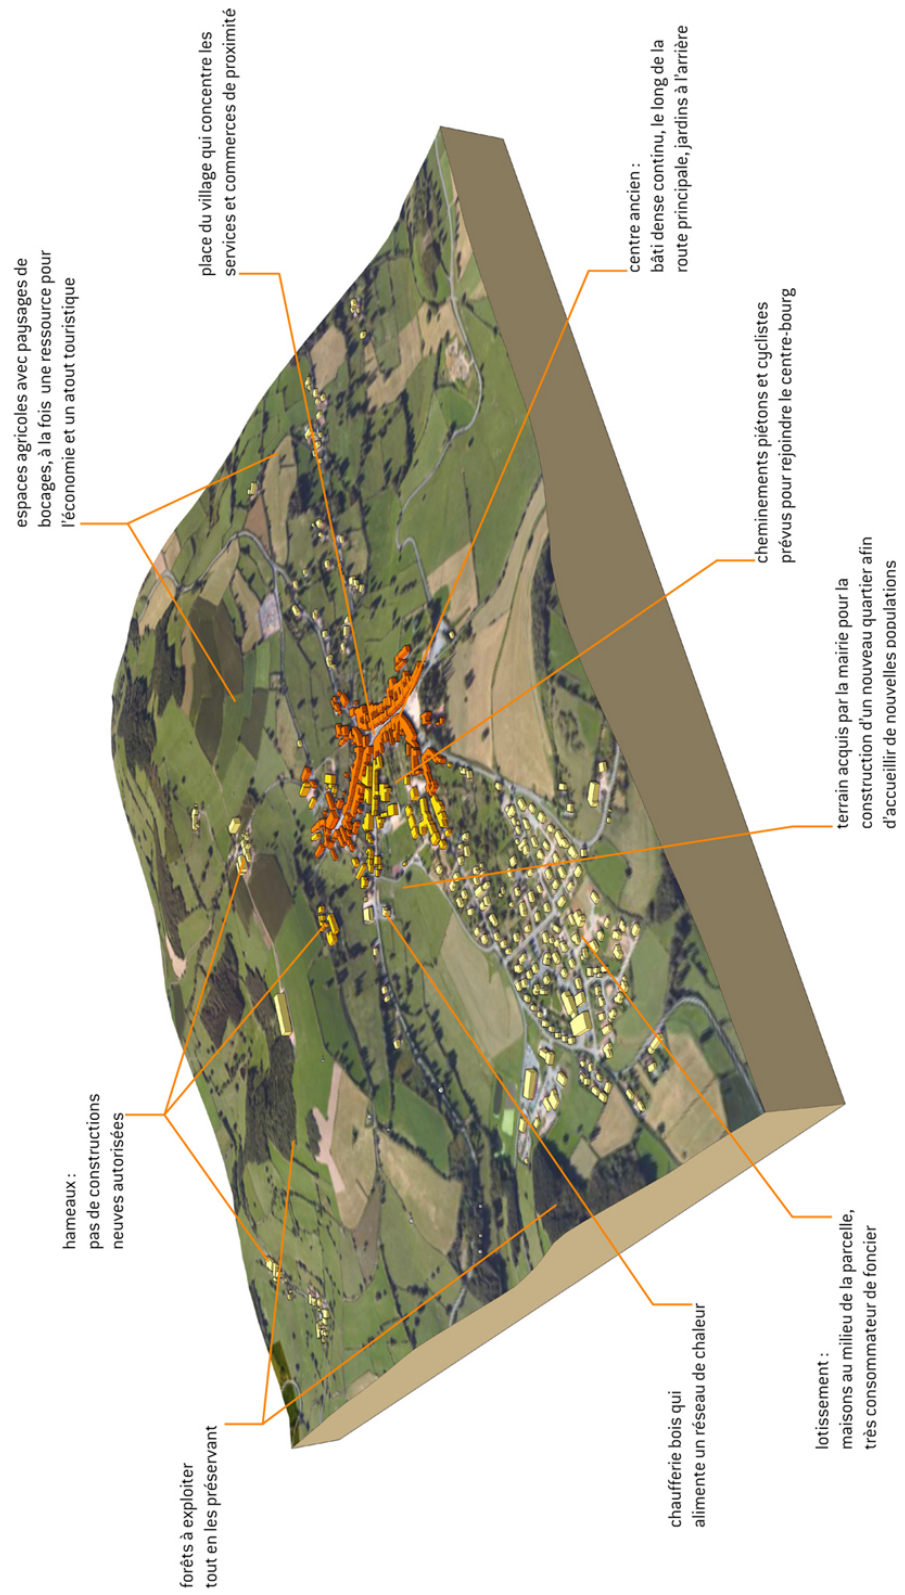 forêts à exploiter
tout en les préservant
hameaux :
pas de constructions
neuves autorisées
espaces agricoles avec paysages de
bocages, à la fois une ressource pour
l'économie et un atout touristique
place du village qui concentre les
services et commerces de proximité
centre ancien :
bâti dense continu, le long de la
route principale, jardins à l'arrière
cheminements piétons et cyclistes
prévus pour rejoindre le centre-bourg
terrain acquis par la mairie pour la
construction d'un nouveau quartier afin
d'accueillir de nouvelles populations
chaufferie bois qui
alimente un réseau de chaleur
lotissement :
maisons au milieu de la parcelle,
très consommateur de foncier